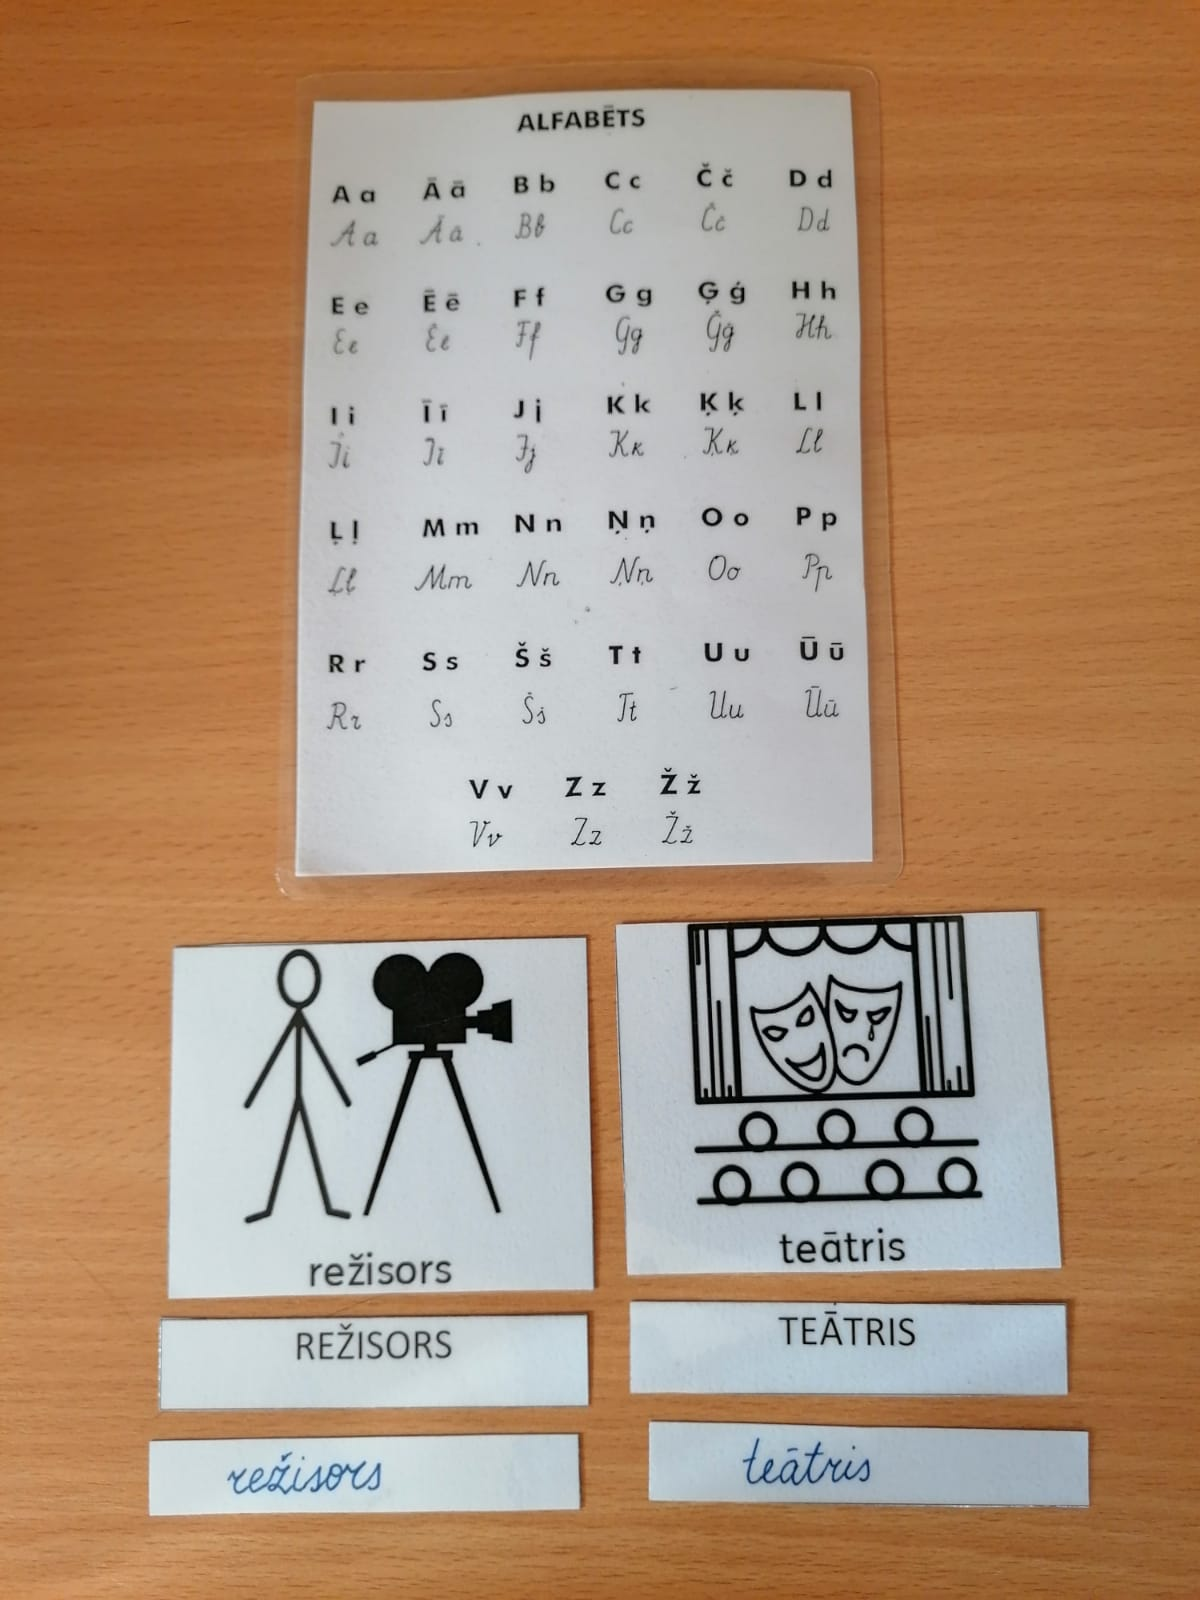 ALFABĒTS
A a Ā ā B b C c Č č D d
A a Ā ā B b C c Č č D d
E e Ē ē F f G g Ģ ģ H h
E e Ē ē F f G g Ģ ģ H h
I i Ī ī J j K k Ķ ķ L l
I i Ī ī J j K k Ķ ķ L l
Ļ ļ M m N n Ņ ņ O o P p
Ļ ļ M m N n Ņ ņ O o P p
R r S s Š š T t U u Ū ū
R r S s Š š T t U u Ū ū
V v Z z Ž ž
V v Z z Ž ž
režisors
REŽISORS
režisors
teātris
TEĀTRIS
teātris